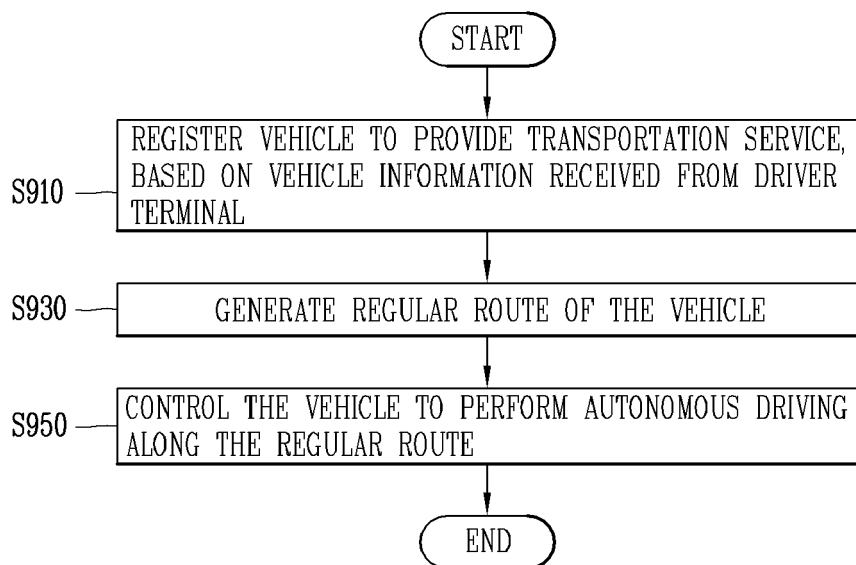 START
REGISTER VEHICLE TO PROVIDE TRANSPORTATION SERVICE,
BASED ON VEHICLE INFORMATION RECEIVED FROM DRIVER
TERMINAL
S910
GENERATE REGULAR ROUTE OF THE VEHICLE
S930
CONTROL THE VEHICLE TO PERFORM AUTONOMOUS DRIVING
ALONG THE REGULAR ROUTE
S950
END